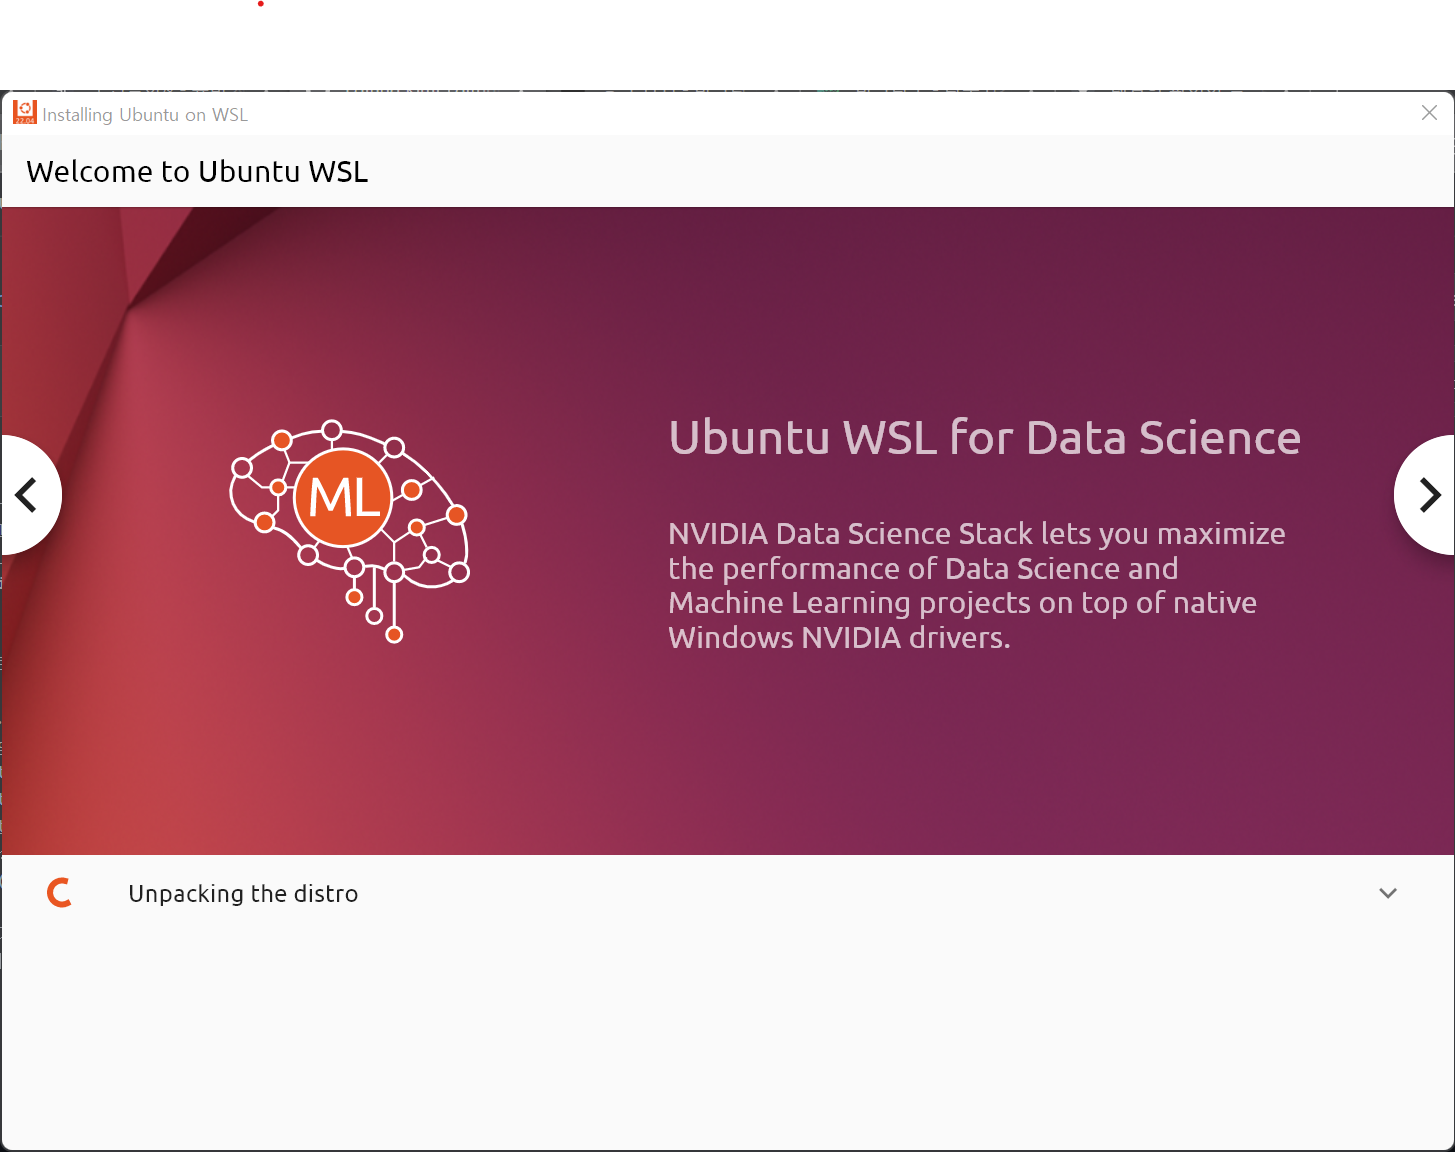 22.04
Installing Ubuntu on WSL
Welcome to Ubuntu WSL
ML
Ubuntu WSL for Data Science
NVIDIA Data Science Stack lets you maximize
the performance of Data Science and
Machine Learning projects on top of native
Windows NVIDIA drivers.
Unpacking the distro